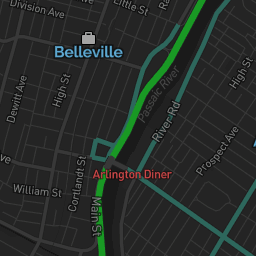 Division Ave
Little St
Belleville
High St
High St
Dewitt Ave
Passaic River
River Rd
Prospect Ave
Arlington Diner
Cortlandt St
William St
Main St